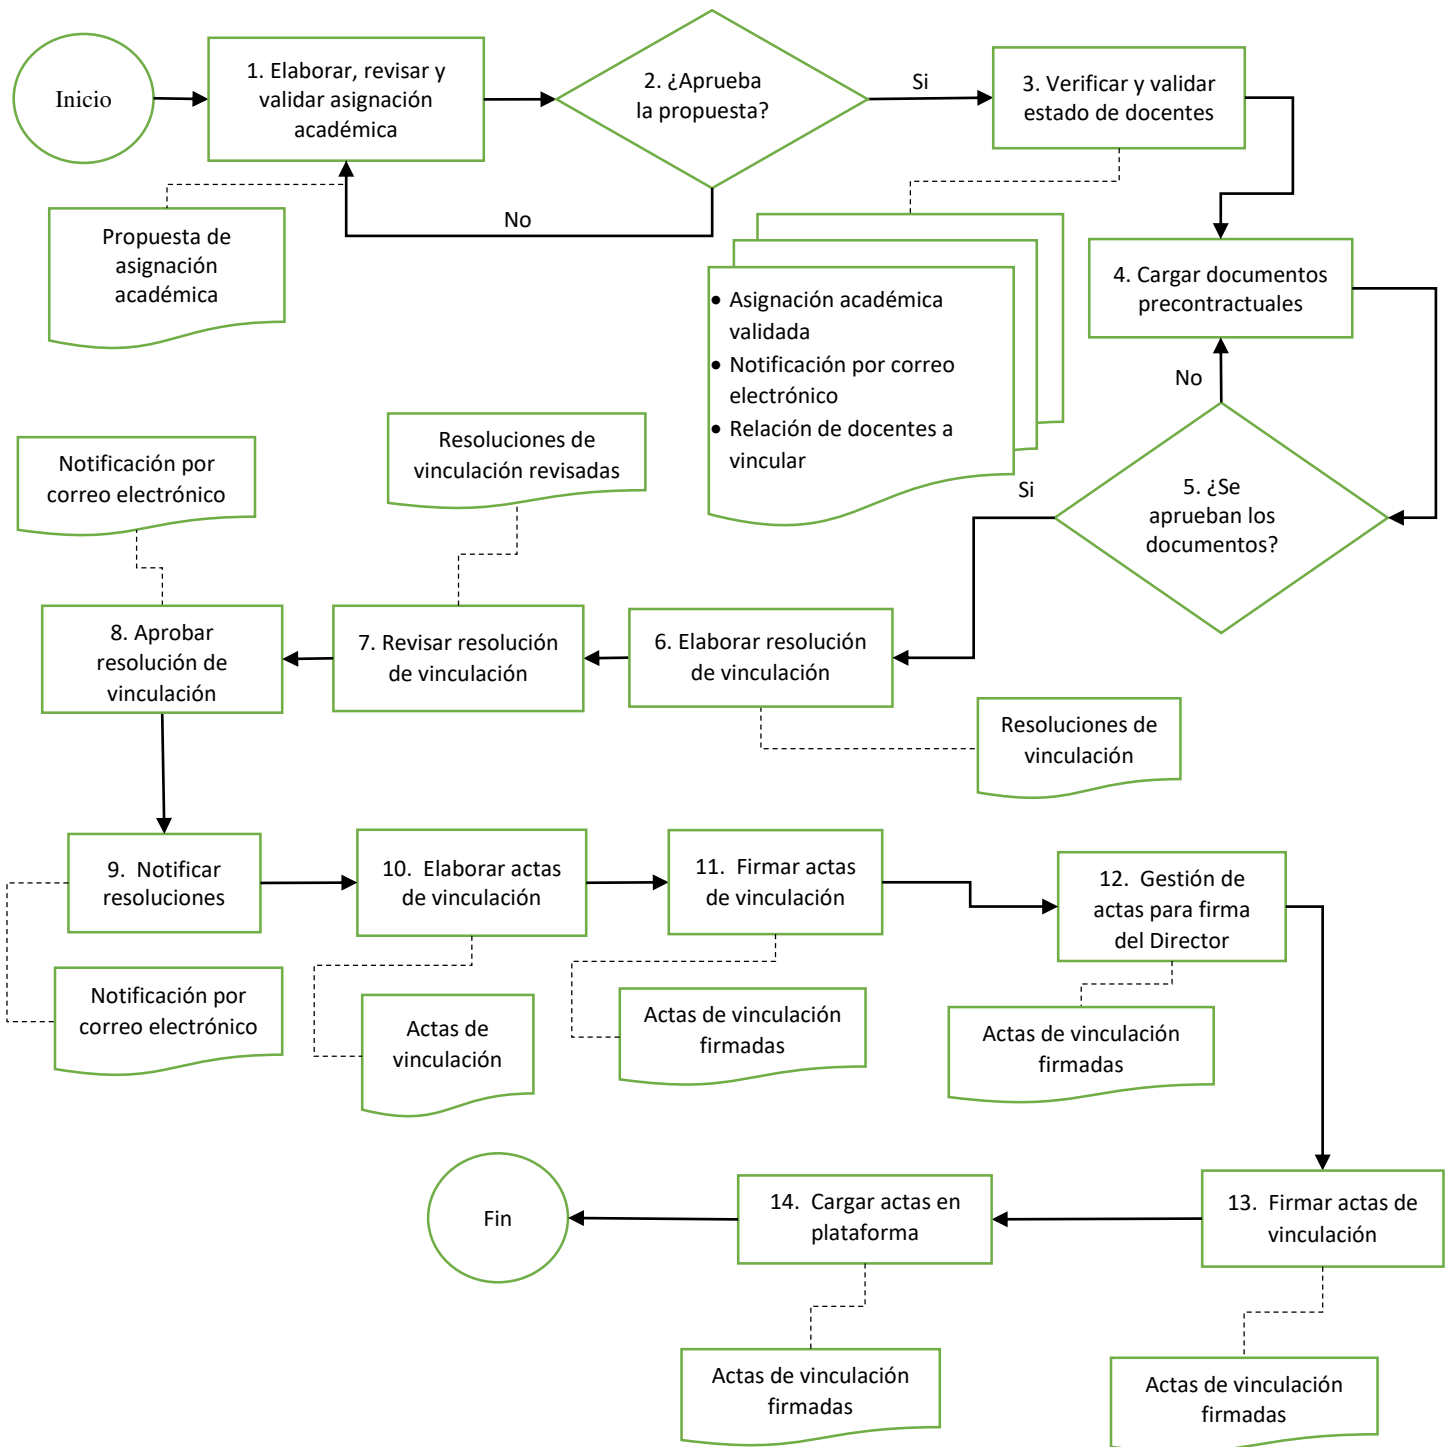 Inicio
1. Elaborar, revisar y
validar asignación
académica
2. ¿Aprueba
la propuesta?
Si
3. Verificar y validar
estado de docentes
No
Propuesta de
asignación
académica
4. Cargar documentos
precontractuales
• Asignación académica
validada
• Notificación por correo
electrónico
• Relación de docentes a
vincular
No
Si
5. ¿Se
aprueban los
documentos?
Notificación por
correo electrónico
Resoluciones de
vinculación revisadas
8. Aprobar
resolución de
vinculación
7. Revisar resolución
de vinculación
6. Elaborar resolución
de vinculación
Resoluciones de
vinculación
9. Notificar
resoluciones
10. Elaborar actas
de vinculación
11. Firmar actas
de vinculación
12. Gestión de
actas para firma
del Director
Notificación por
correo electrónico
Actas de
vinculación
Actas de vinculación
firmadas
Actas de vinculación
firmadas
Fin
14. Cargar actas en
plataforma
13. Firmar actas de
vinculación
Actas de vinculación
firmadas
Actas de vinculación
firmadas